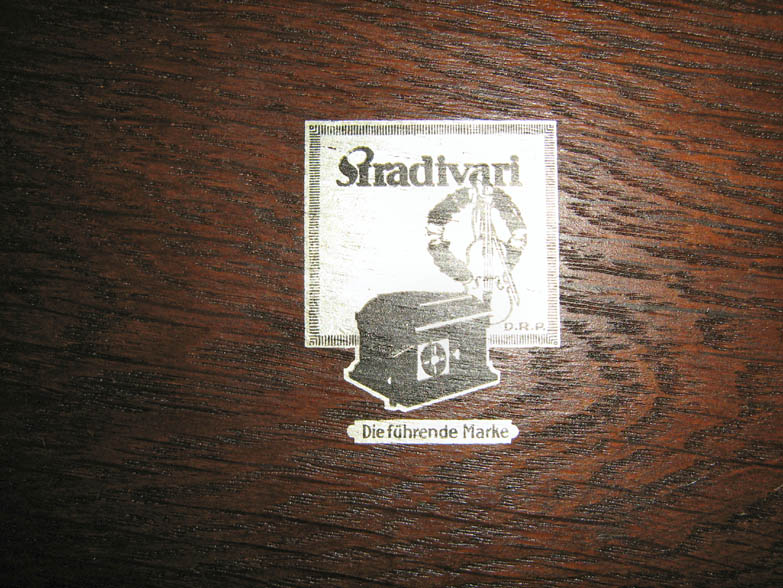 Stradivari
D.R.P.
Die führende Marke